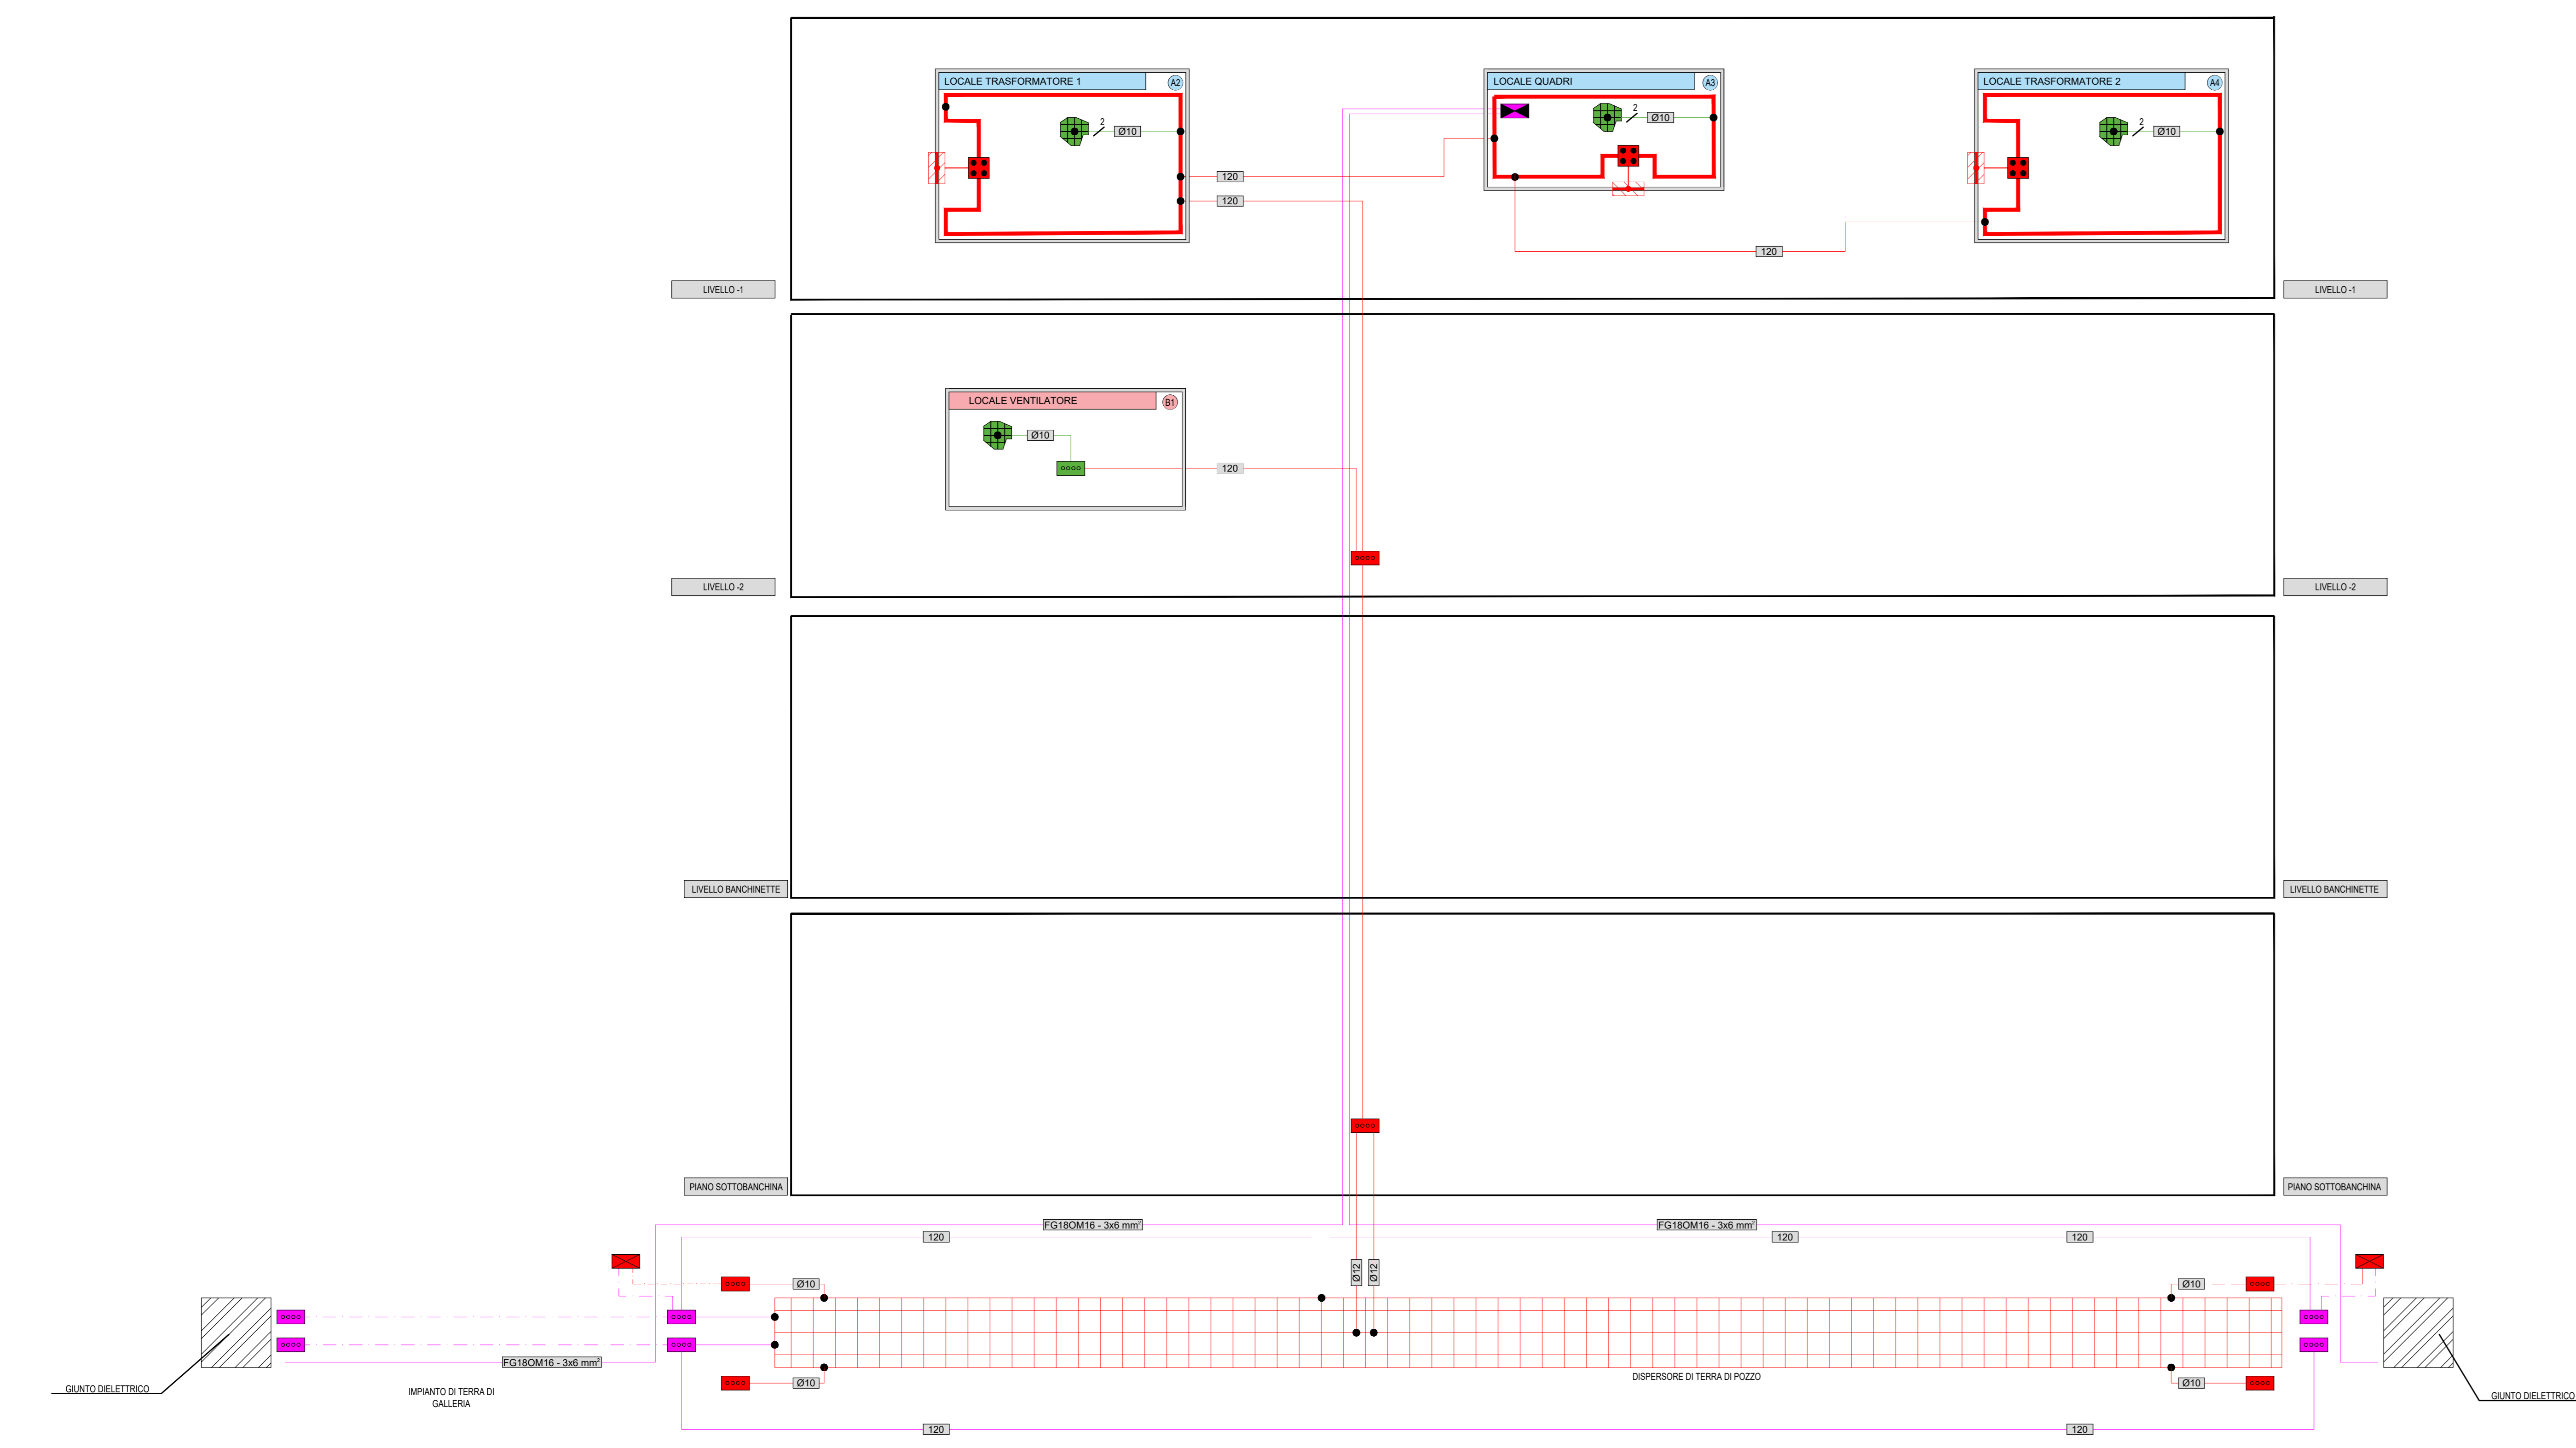 LOCALE TRASFORMATORE 1
A2
LOCALE QUADRI
A3
LOCALE TRASFORMATORE 2
A4
2
Ø10
2
Ø10
2
Ø10
120
120
120
LIVELLO -1
LIVELLO -1
LOCALE VENTILATORE
B1
Ø10
120
LIVELLO -2
LIVELLO -2
LIVELLO BANCHINETTE
LIVELLO BANCHINETTE
PIANO SOTTOBANCHINA
PIANO SOTTOBANCHINA
FG18OM16 - 3x6 mm²
FG18OM16 - 3x6 mm²
120
120
120
Ø12
Ø12
Ø10
Ø10
FG18OM16 - 3x6 mm²
DISPERSORE DI TERRA DI POZZO
Ø10
Ø10
GIUNTO DIELETTRICO
IMPIANTO DI TERRA DI
GALLERIA
GIUNTO DIELETTRICO
120
120